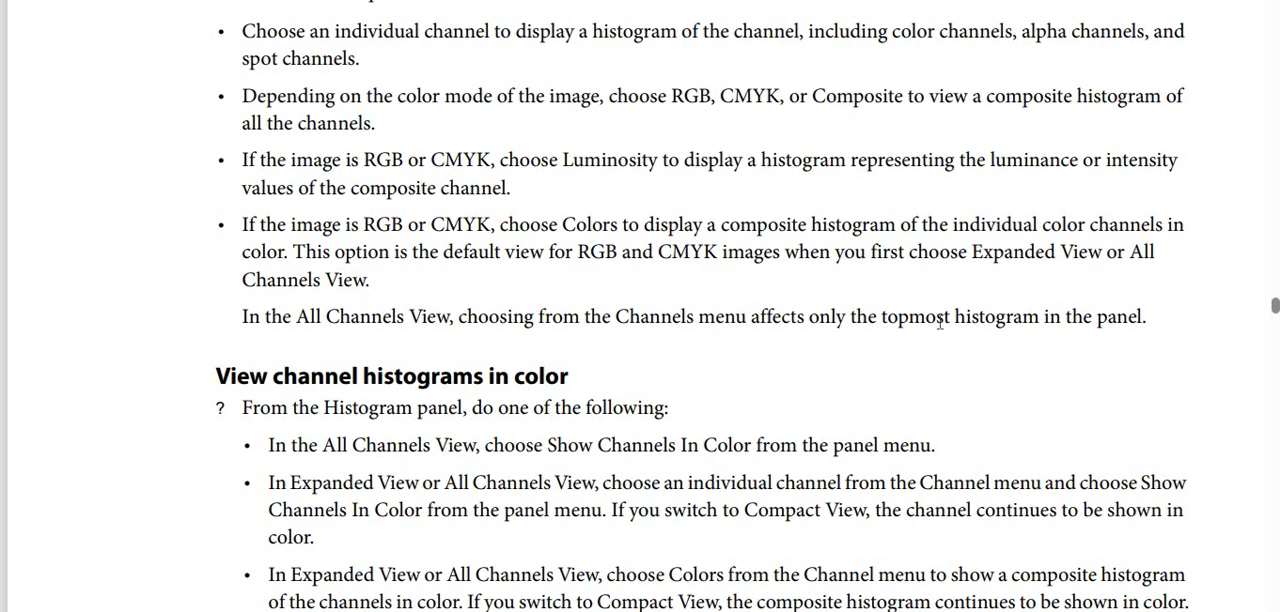 • Choose an individual channel to display a histogram of the channel, including color channels, alpha channels, and
spot channels.
• Depending on the color mode of the image, choose RGB, CMYK, or Composite to view a composite histogram of
all the channels.
• If the image is RGB or CMYK, choose Luminosity to display a histogram representing the luminance or intensity
values of the composite channel.
• If the image is RGB or CMYK, choose Colors to display a composite histogram of the individual color channels in
color. This option is the default view for RGB and CMYK images when you first choose Expanded View or All
Channels View.
In the All Channels View, choosing from the Channels menu affects only the topmost histogram in the panel.
View channel histograms in color
? From the Histogram panel, do one of the following:
• In the All Channels View, choose Show Channels In Color from the panel menu.
• In Expanded View or All Channels View, choose an individual channel from the Channel menu and choose Show
Channels In Color from the panel menu. If you switch to Compact View, the channel continues to be shown in
color.
• In Expanded View or All Channels View, choose Colors from the Channel menu to show a composite histogram
of the channels in color. If you switch to Compact View, the composite histogram continues to be shown in color.